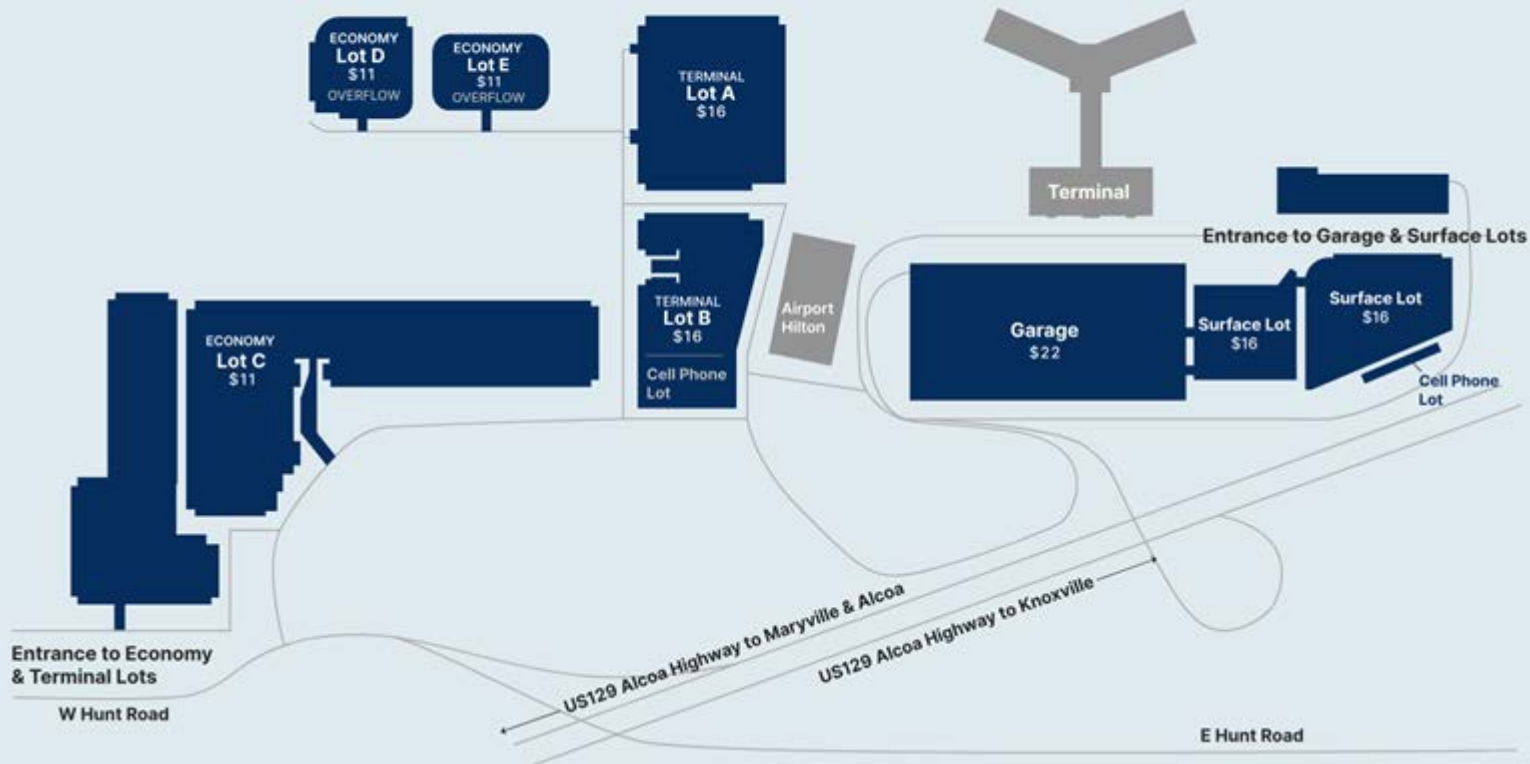 ECONOMY
Lot D
$11
OVERFLOW
ECONOMY
Lot E
$11
OVERFLOW
TERMINAL
Lot A
$16
Terminal
Entrance to Garage & Surface Lots
TERMINAL
Lot B
$16
Cell Phone
Lot
Airport
Hilton
Garage
$22
Surface Lot
$16
Surface Lot
$16
Cell Phone
Lot
ECONOMY
Lot C
$11
US129 Alcoa Highway to Maryville & Alcoa
US129 Alcoa Highway to Knoxville
Entrance to Economy
& Terminal Lots
W Hunt Road
E Hunt Road